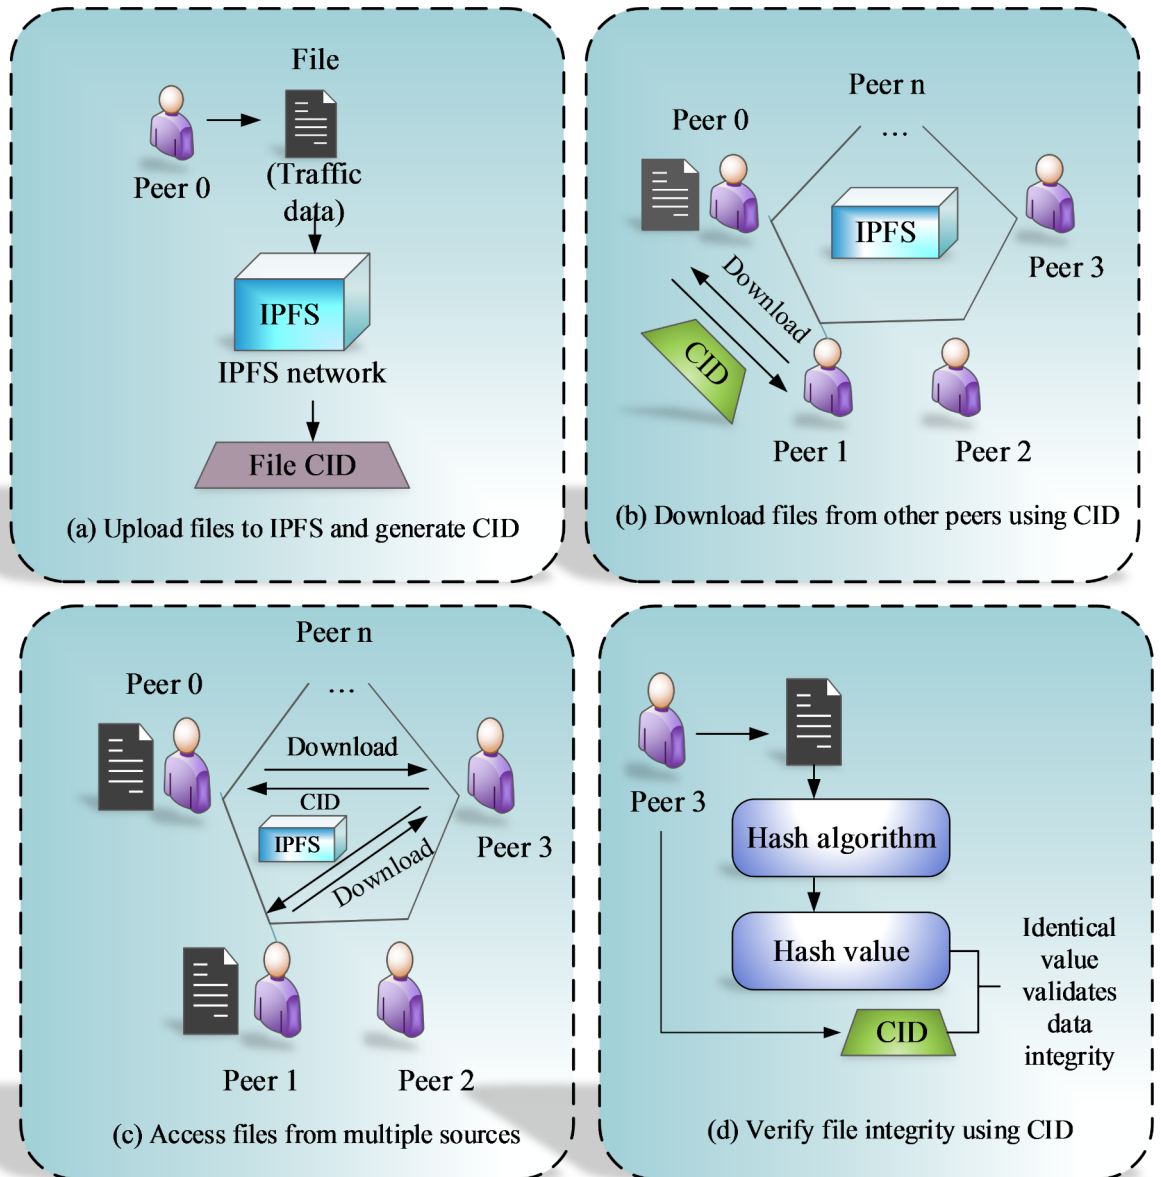 File
Peer 0
(Traffic
data)
IPFS
IPFS network
File CID
(a) Upload files to IPFS and generate CID
Peer n
...
Peer 0
IPFS
Peer 3
Download
CID
Peer 1
Peer 2
(b) Download files from other peers using CID
Peer n
...
Peer 0
Download
CID
IPFS
Download
Peer 3
Peer 1
Peer 2
(c) Access files from multiple sources
Peer 3
Hash algorithm
Hash value
CID
Identical
value
validates
data
integrity
(d) Verify file integrity using CID